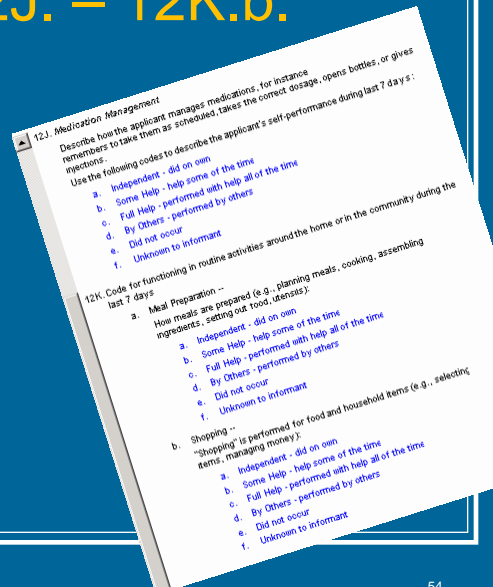 2J. – 12K.b.
12J. Medication Management
Describe how the applicant manages medications, for instance
remembers to take them as scheduled, takes the correct dosage, opens bottles, or gives
injections.
Use the following codes to describe the applicant's self-performance during last 7 days:
a. Independent - did on own
b. Some Help - help some of the time
c. Full Help - performed with help all of the time
d. By Others - performed by others
e. Did not occur
f. Unknown to informant
12K. Code for functioning in routine activities around the home or in the community during the
last 7 days
a. Meal Preparation --
How meals are prepared (e.g., planning meals, cooking, assembling
ingredients, setting out food, utensils):
a. Independent - did on own
b. Some Help - help some of the time
c. Full Help - performed with help all of the time
d. By Others - performed by others
e. Did not occur
f. Unknown to informant
b. Shopping --
"Shopping" is performed for food and household items (e.g., selecting
items, managing money):
a. Independent - did on own
b. Some Help - help some of the time
c. Full Help - performed with help all of the time
d. By Others - performed by others
e. Did not occur
f. Unknown to informant
54